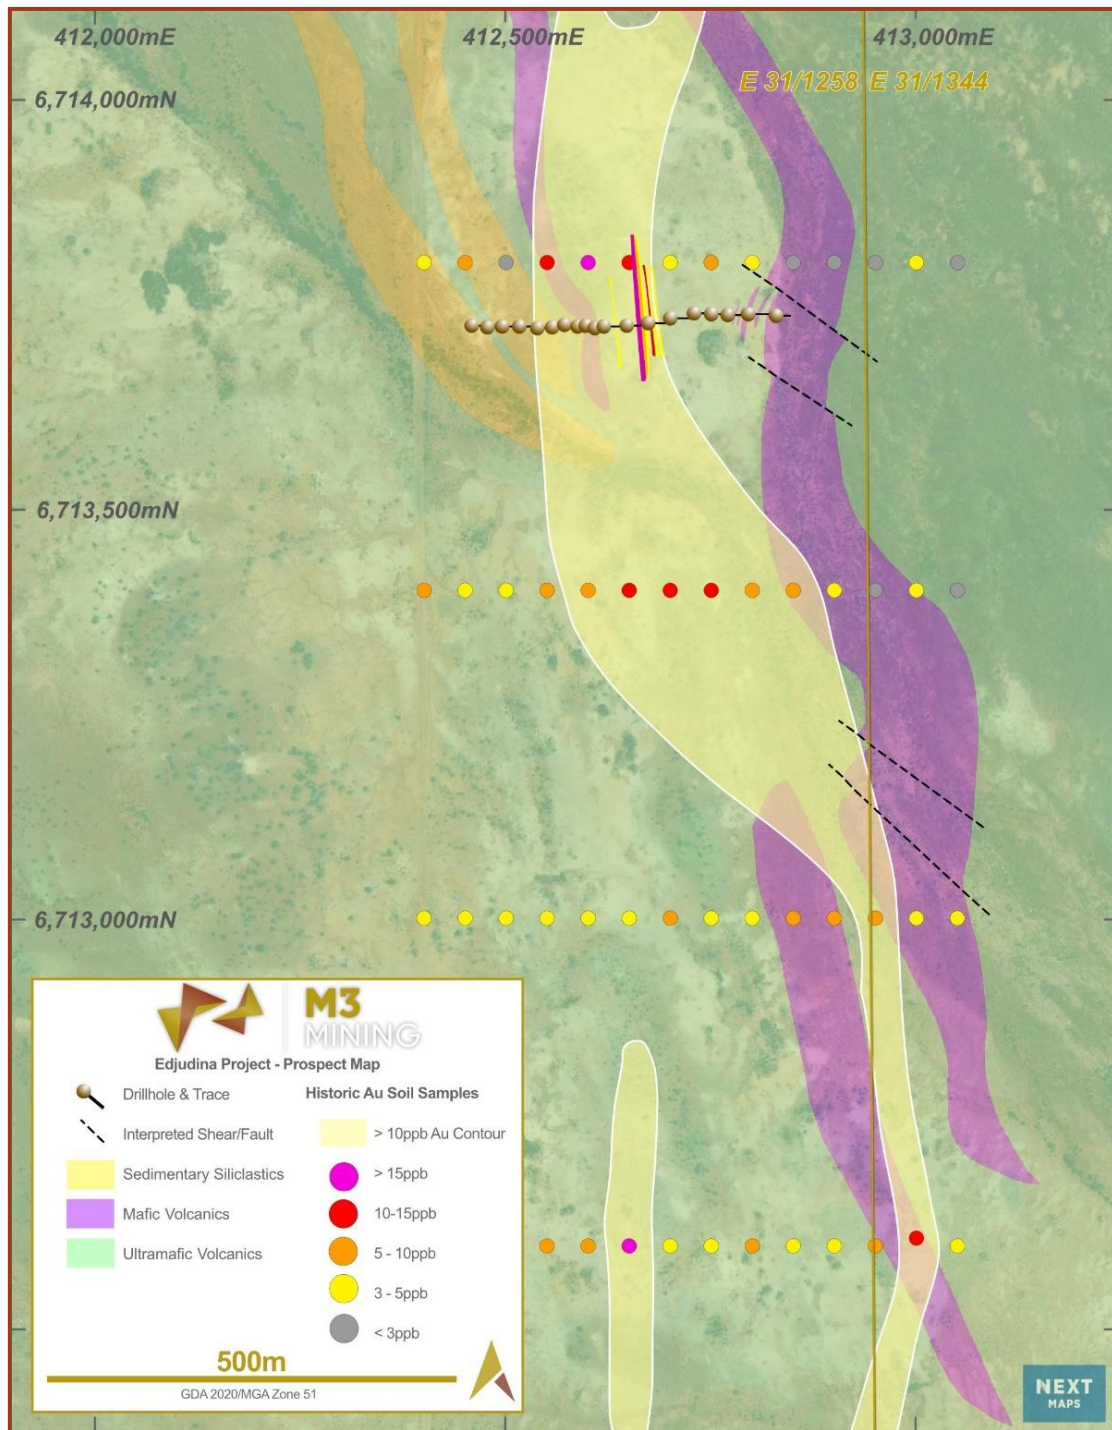 412,000mE
412,500mE
413,000mE
E 31/1258 E 31/1344
6,714,000mN
6,713,500mN
6,713,000mN
M3
MINING
Edjudina Project - Prospect Map
Drillhole & Trace
Interpreted Shear/Fault
Sedimentary Siliclastics
Mafic Volcanics
Ultramafic Volcanics
Historic Au Soil Samples
> 10ppb Au Contour
> 15ppb
10-15ppb
5 - 10ppb
3 - 5ppb
< 3ppb
500m
GDA 2020/MGA Zone 51
NEXT
MAPS